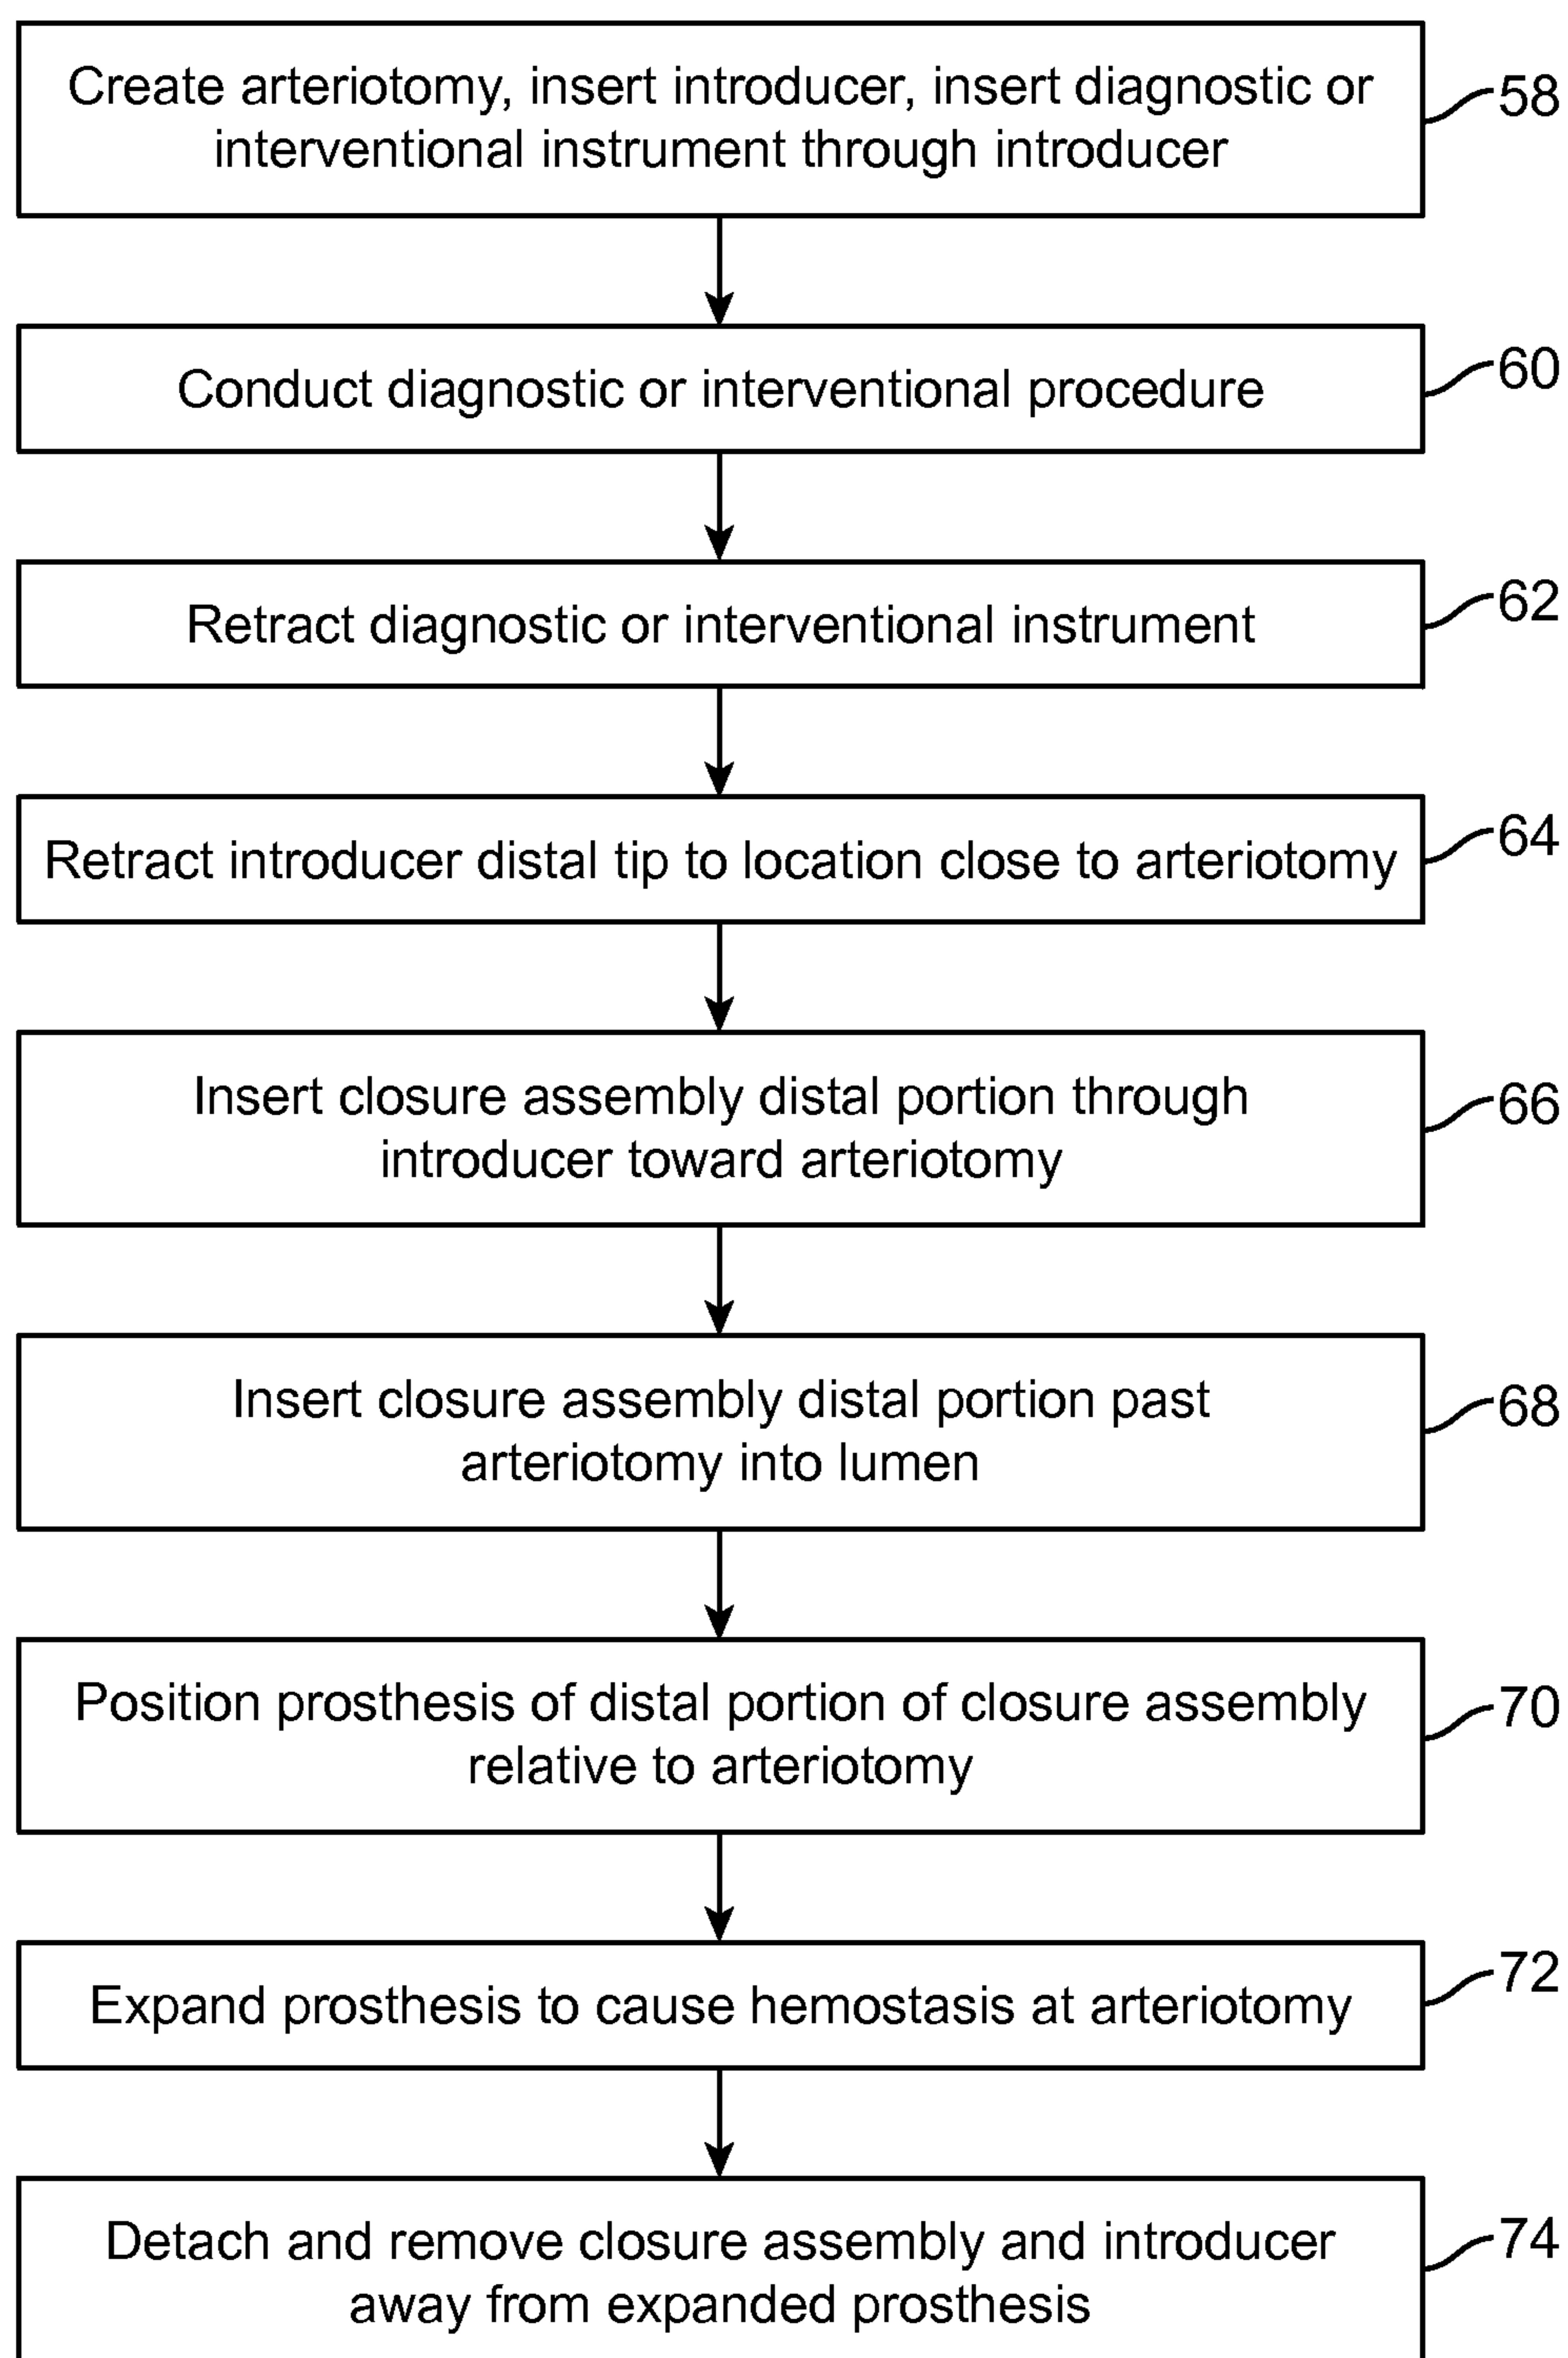 Create arteriotomy, insert introducer, insert diagnostic or
interventional instrument through introducer
58
Conduct diagnostic or interventional procedure
60
Retract diagnostic or interventional instrument
62
Retract introducer distal tip to location close to arteriotomy
64
Insert closure assembly distal portion through
introducer toward arteriotomy
66
Insert closure assembly distal portion past
arteriotomy into lumen
68
Position prosthesis of distal portion of closure assembly
relative to arteriotomy
70
Expand prosthesis to cause hemostasis at arteriotomy
72
Detach and remove closure assembly and introducer
away from expanded prosthesis
74